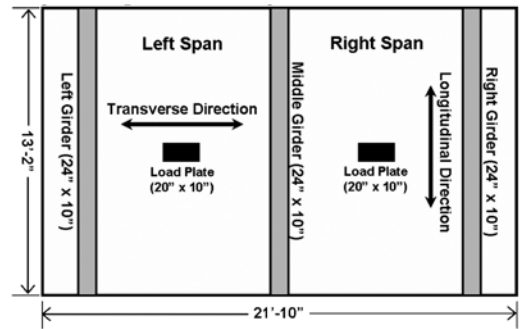 Left Span
Right Span
Transverse Direction
Load Plate
(20" x 10")
Load Plate
(20" x 10")
Left Girder (24" x 10")
Middle Girder (24" x 10")
Longitudinal Direction
Right Girder (24" x 10")
13'-2"
21'-10"